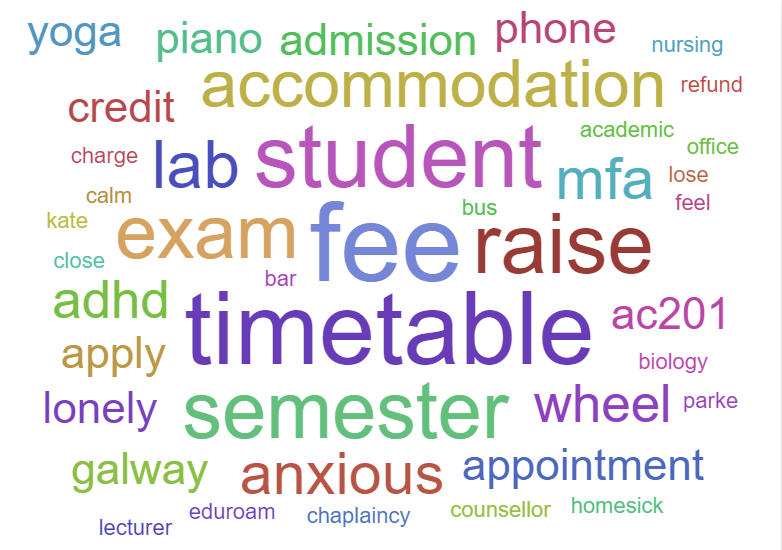 yoga piano admission phone nursing
accommodation refund
credit academic office
charge lab student mfa lose
calm feel
kate exam fee bus raise
close bar
adhd timetable ac201
apply biology
lonely semester wheel parke
galway anxious appointment
lecturer eduroam chaplaincy counsellor homesick